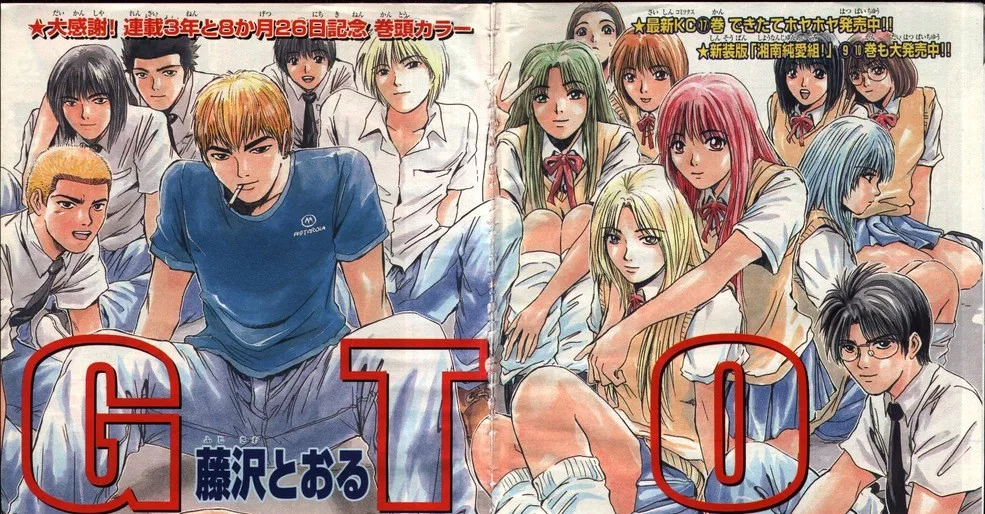 ★大感謝!連載3年と8か月26日記念 巻頭カラー
★最新KC⑰巻 できたてホヤホヤ発売中!!
★新装版「湘南純愛組!」⑨⑩巻も大発売中!!
MOTOROLA
GTO
藤沢とおる